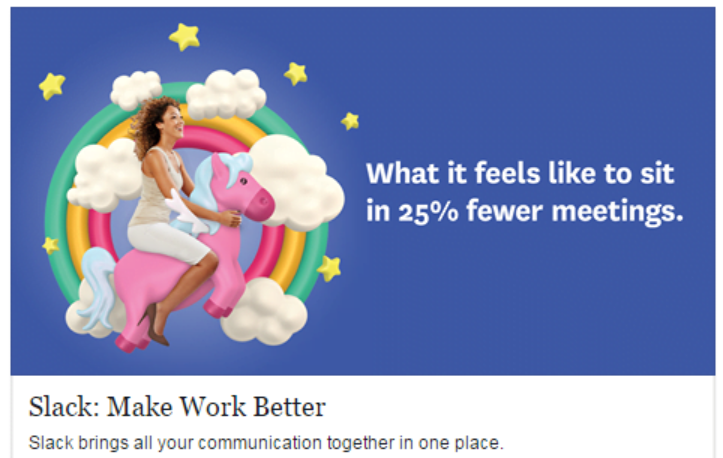 What it feels like to sit
in 25% fewer meetings.
Slack: Make Work Better
Slack brings all your communication together in one place.